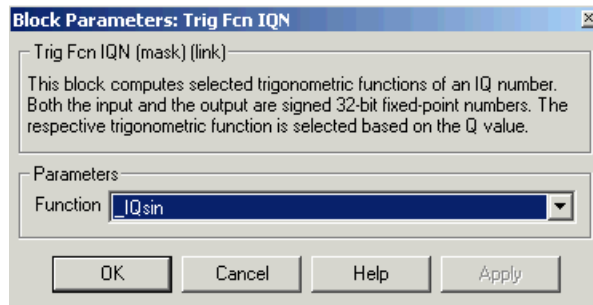 Block Parameters: Trig Fcn IQN
Trig Fcn IQN (mask) (link)
This block computes selected trigonometric functions of an IQ number.
Both the input and the output are signed 32-bit fixed-point numbers. The
respective trigonometric function is selected based on the Q value.
Parameters
Function _IQsin
OK Cancel Help Apply